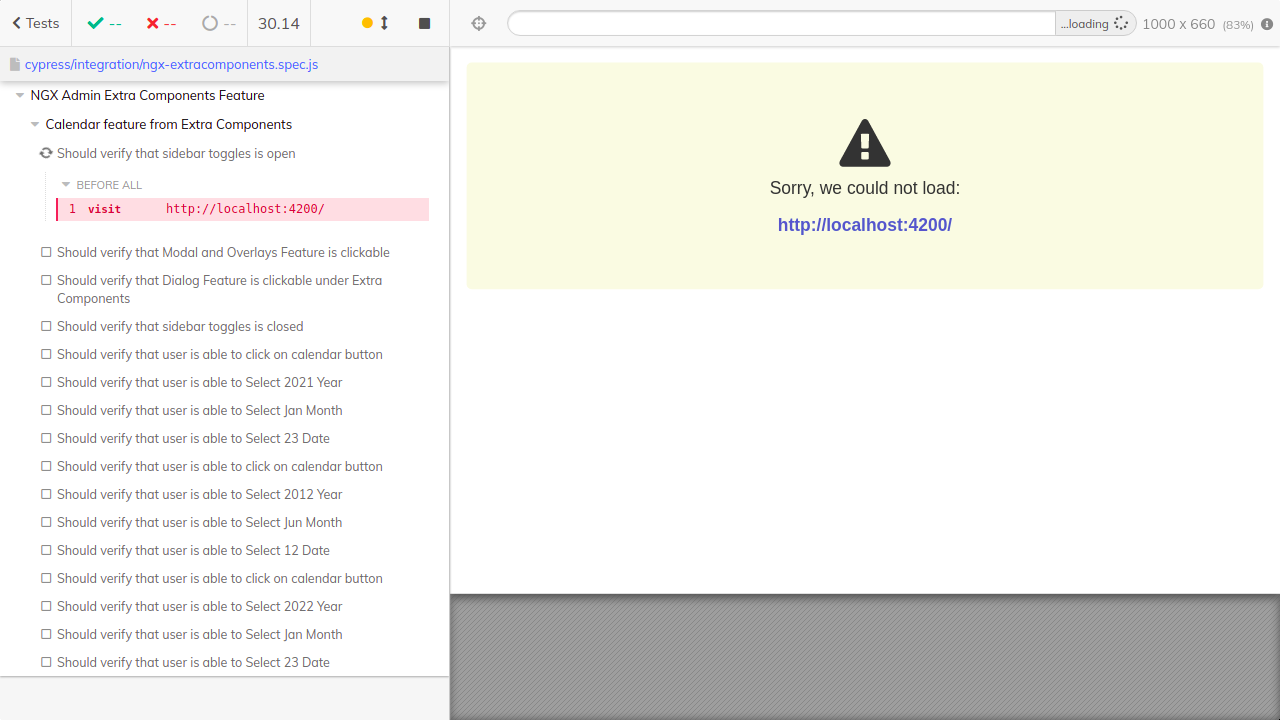 Tests
--
--
--
30.14
...loading
1000 x 660 (83%)
cypress/integration/ngx-extracomponents.spec.js
NGX Admin Extra Components Feature
Calendar feature from Extra Components
Should verify that sidebar toggles is open
BEFORE ALL
1 visit http://localhost:4200/
Should verify that Modal and Overlays Feature is clickable
Should verify that Dialog Feature is clickable under Extra
Components
Should verify that sidebar toggles is closed
Should verify that user is able to click on calendar button
Should verify that user is able to Select 2021 Year
Should verify that user is able to Select Jan Month
Should verify that user is able to Select 23 Date
Should verify that user is able to click on calendar button
Should verify that user is able to Select 2012 Year
Should verify that user is able to Select Jun Month
Should verify that user is able to Select 12 Date
Should verify that user is able to click on calendar button
Should verify that user is able to Select 2022 Year
Should verify that user is able to Select Jan Month
Should verify that user is able to Select 23 Date
Sorry, we could not load:
http://localhost:4200/